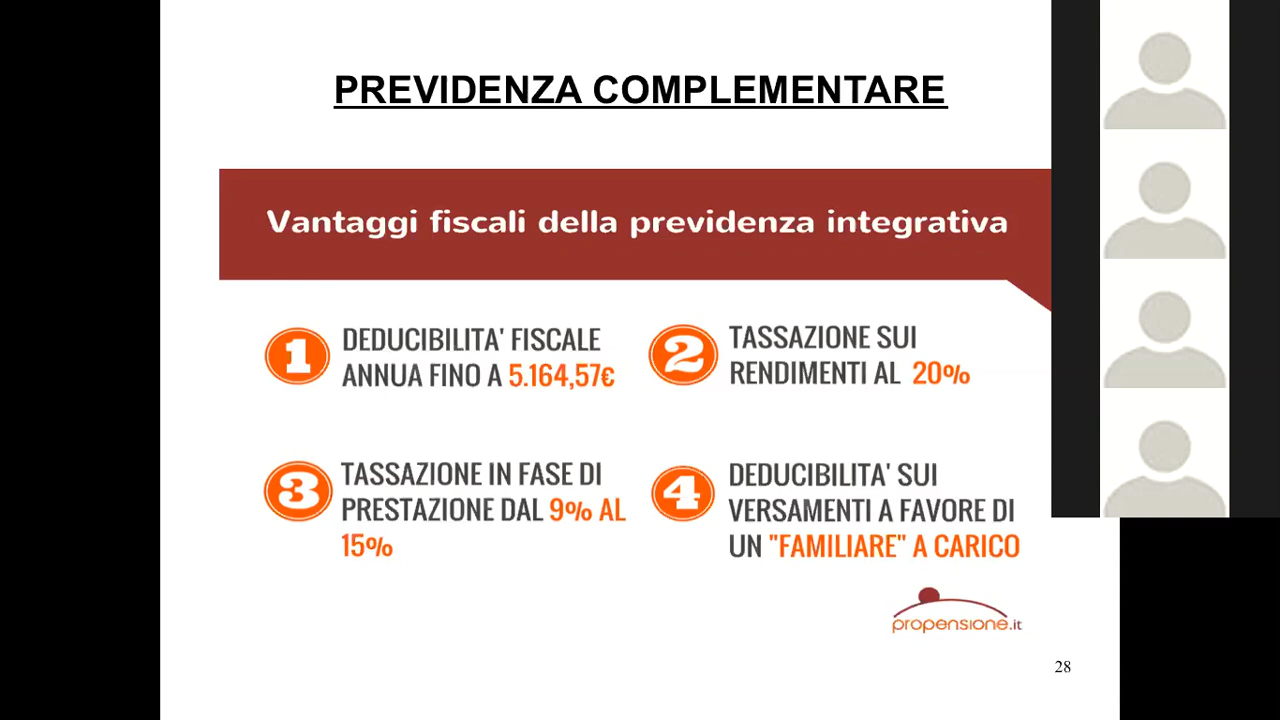 PREVIDENZA COMPLEMENTARE
Vantaggi fiscali della previdenza integrativa
1
DEDUCIBILITA' FISCALE
ANNUA FINO A 5.164,57€
2
TASSAZIONE SUI
RENDIMENTI AL 20%
3
TASSAZIONE IN FASE DI
PRESTAZIONE DAL 9% AL
15%
4
DEDUCIBILITA' SUI
VERSAMENTI A FAVORE DI
UN "FAMILIARE" A CARICO
propensione.it
28